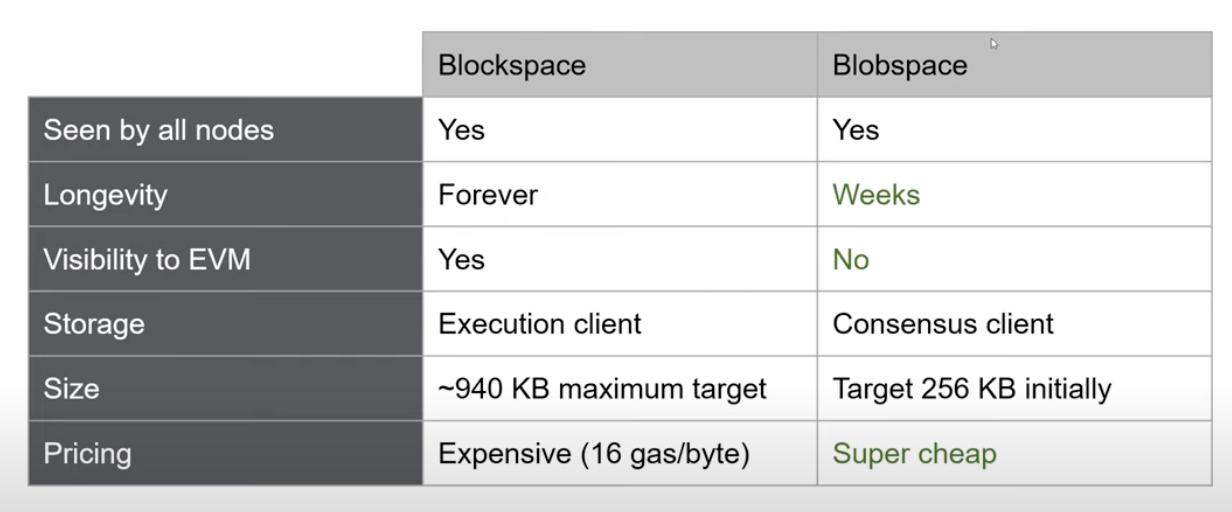 Blockspace Blobspace
Seen by all nodes Yes Yes
Longevity Forever Weeks
Visibility to EVM Yes No
Storage Execution client Consensus client
Size ~940 KB maximum target Target 256 KB initially
Pricing Expensive (16 gas/byte) Super cheap